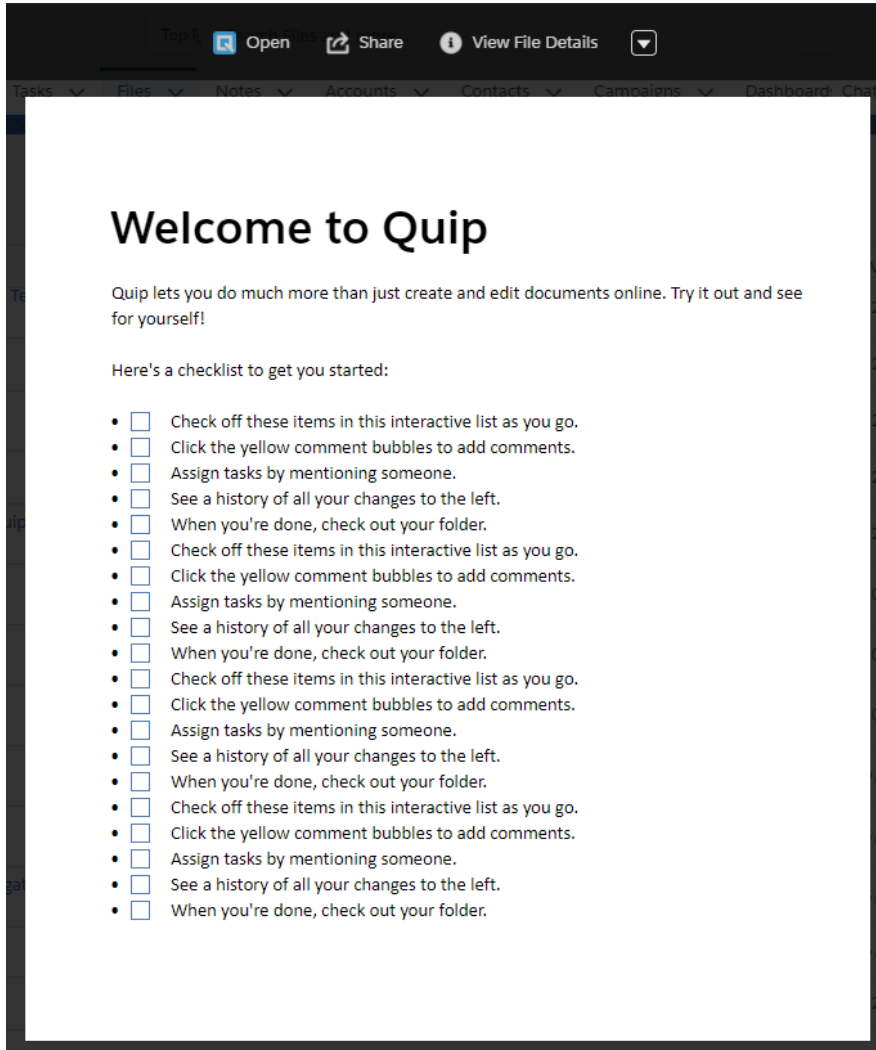 Open Share View File Details
Tasks Files Notes Accounts Contacts Campaigns Dashboard
Welcome to Quip
Quip lets you do much more than just create and edit documents online. Try it out and see
for yourself!
Here's a checklist to get you started:
• Check off these items in this interactive list as you go.
• Click the yellow comment bubbles to add comments.
• Assign tasks by mentioning someone.
• See a history of all your changes to the left.
• When you're done, check out your folder.
• Check off these items in this interactive list as you go.
• Click the yellow comment bubbles to add comments.
• Assign tasks by mentioning someone.
• See a history of all your changes to the left.
• When you're done, check out your folder.
• Check off these items in this interactive list as you go.
• Click the yellow comment bubbles to add comments.
• Assign tasks by mentioning someone.
• See a history of all your changes to the left.
• When you're done, check out your folder.
• Check off these items in this interactive list as you go.
• Click the yellow comment bubbles to add comments.
• Assign tasks by mentioning someone.
• See a history of all your changes to the left.
• When you're done, check out your folder.